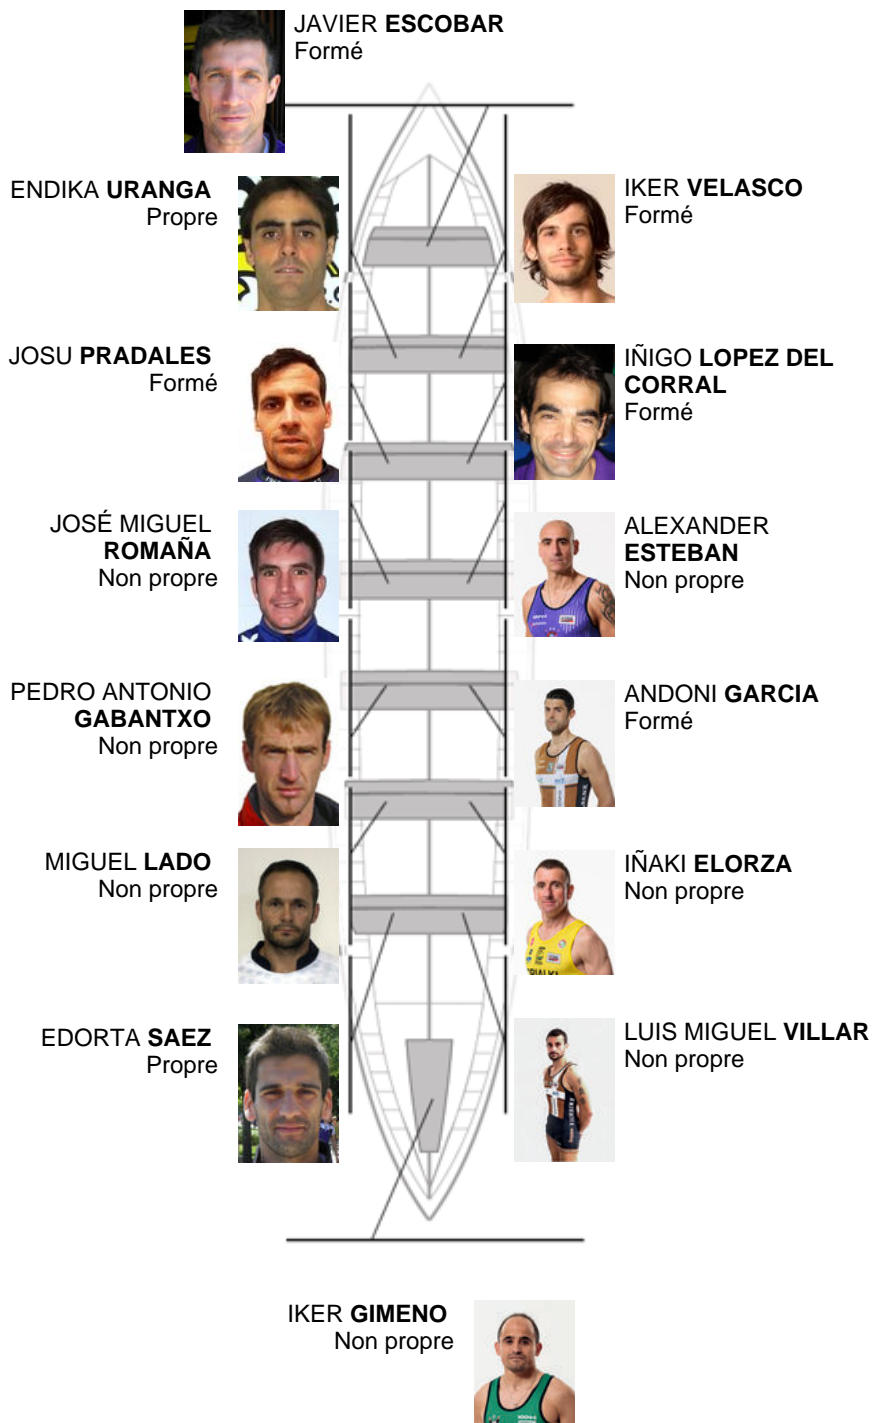 JAVIER ESCOBAR
Formé
ENDIKA URANGA
Propre
IKER VELASCO
Formé
JOSU PRADALES
Formé
IÑIGO LOPEZ DEL
CORRAL
Formé
JOSÉ MIGUEL
ROMAÑA
Non propre
ALEXANDER
ESTEBAN
Non propre
PEDRO ANTONIO
GABANTXO
Non propre
ANDONI GARCIA
Formé
MIGUEL LADO
Non propre
IÑAKI ELORZA
Non propre
EDORTA SAEZ
Propre
LUIS MIGUEL VILLAR
Non propre
IKER GIMENO
Non propre